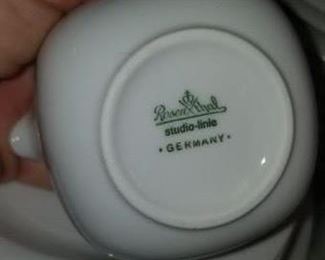 Rosenthal
studio-linie
• GERMANY •